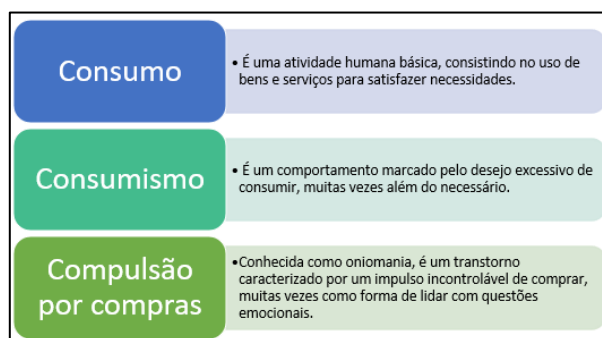 Consumo
• É uma atividade humana básica, consistindo no uso de
bens e serviços para satisfazer necessidades.
Consumismo
• É um comportamento marcado pelo desejo excessivo de
consumir, muitas vezes além do necessário.
Compulsão
por compras
•Conhecida como oniomania, é um transtorno
caracterizado por um impulso incontrolável de comprar,
muitas vezes como forma de lidar com questões
emocionais.